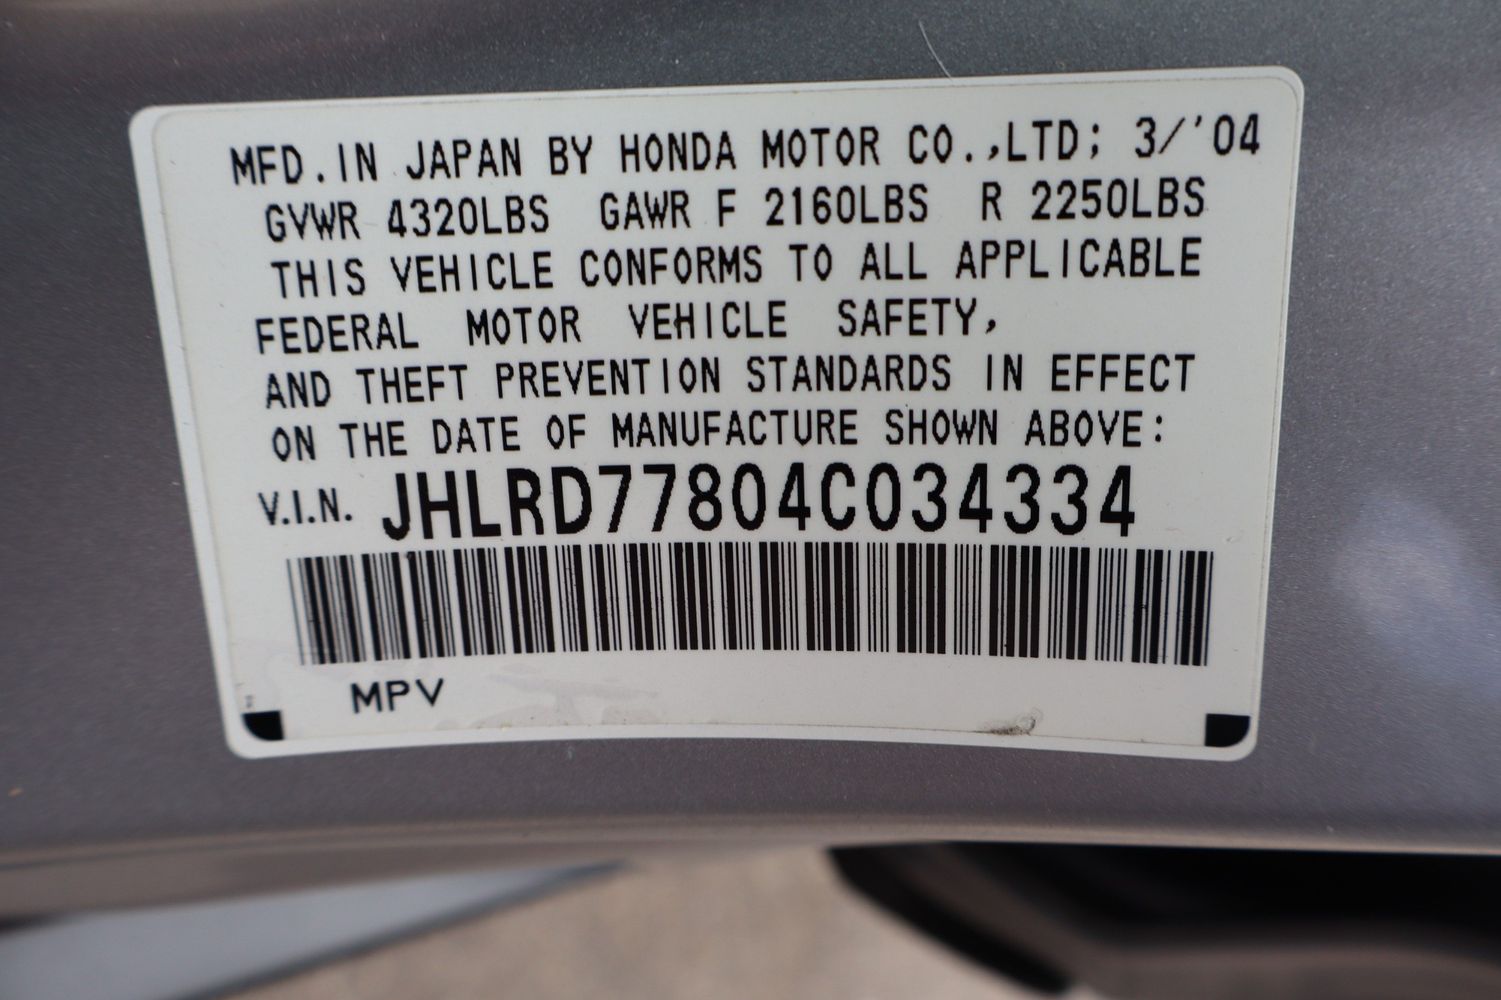 MFD. IN JAPAN BY HONDA MOTOR CO.,LTD; 3/'04
GVWR 4320LBS GAWR F 2160LBS R 2250LBS
THIS VEHICLE CONFORMS TO ALL APPLICABLE
FEDERAL MOTOR VEHICLE SAFETY,
AND THEFT PREVENTION STANDARDS IN EFFECT
ON THE DATE OF MANUFACTURE SHOWN ABOVE:
V.I.N. JHLRD77804C034334
MPV